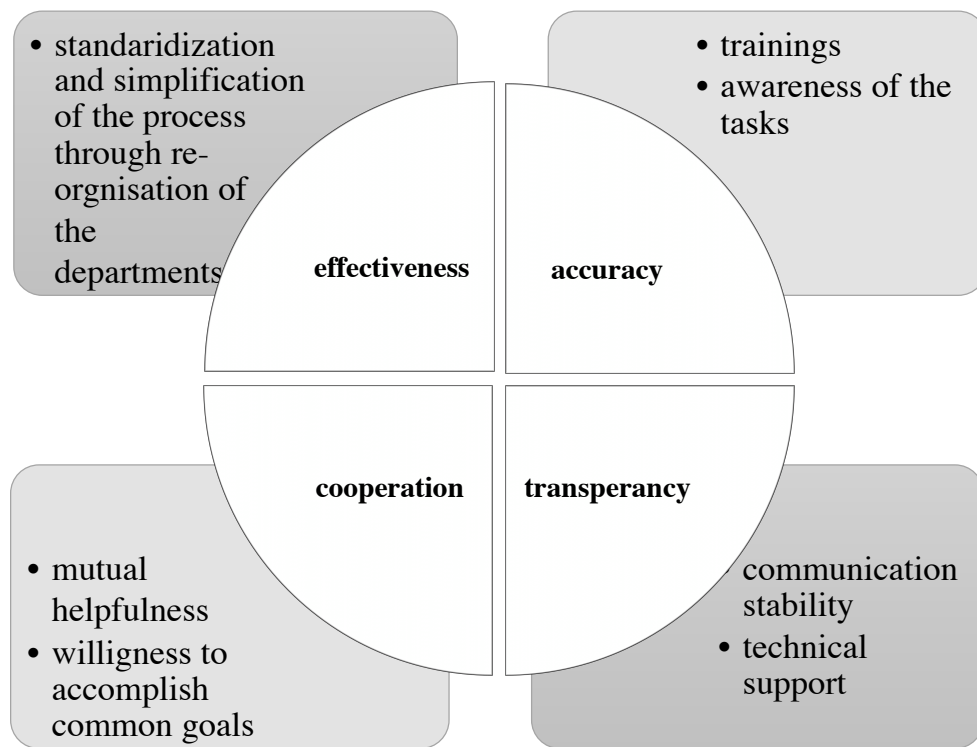 • standaridization
and simplification
of the process
through re-
orgnisation of
the
departments
• trainings
• awareness of the
tasks
effectiveness
accuracy
cooperation
transperancy
• mutual
helpfulness
• willigness to
accomplish
common goals
• communication
stability
• technical
support